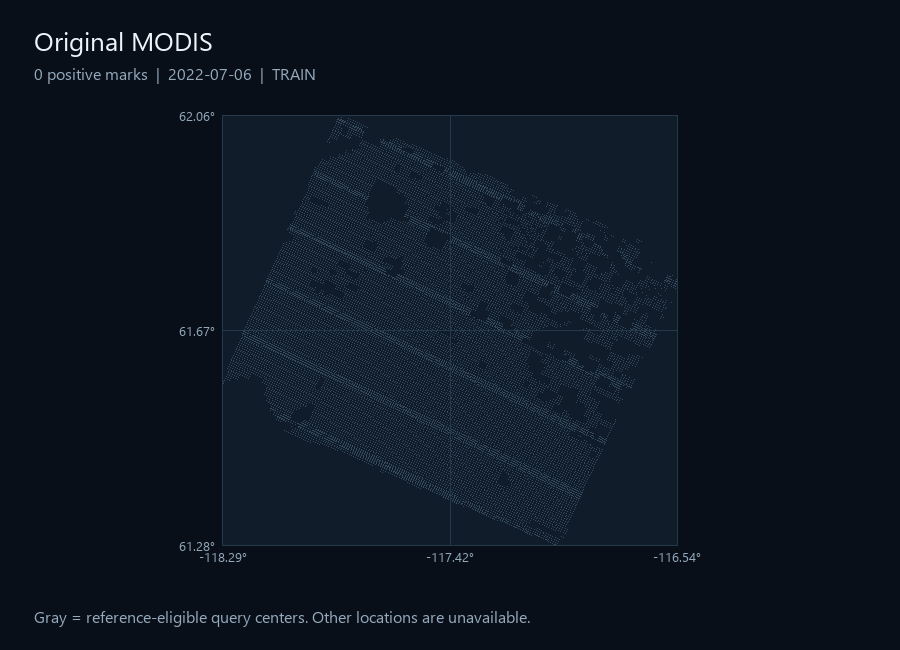 Original MODIS
0 positive marks | 2022-07-06 | TRAIN
62.06°
61.67°
61.28°
-118.29° -117.42° -116.54°
Gray = reference-eligible query centers. Other locations are unavailable.